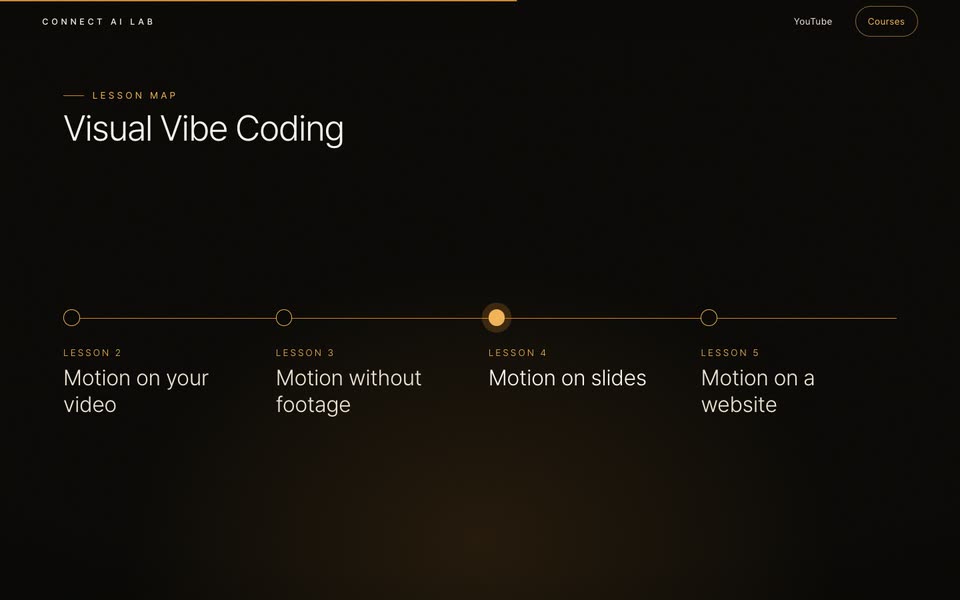 CONNECT AI LAB
YouTube
Courses
LESSON MAP
Visual Vibe Coding
LESSON 2
Motion on your
video
LESSON 3
Motion without
footage
LESSON 4
Motion on slides
LESSON 5
Motion on a
website